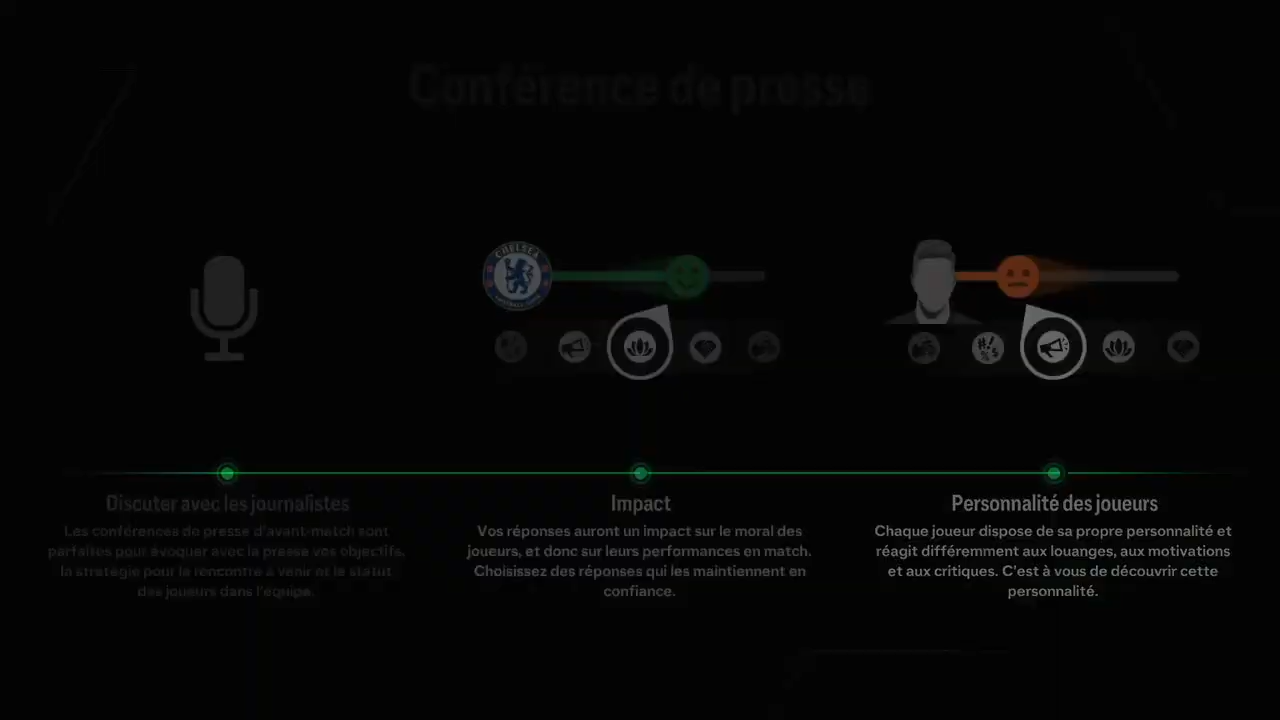 Conférence de presse
CHELSEA
FOOTBALL CLUB
Discuter avec les journalistes
Les conférences de presse d'avant-match sont
parfaites pour évoquer avec la presse vos objectifs,
la stratégie pour la rencontre à venir et le statut
des joueurs dans l'équipe.
Impact
Vos réponses auront un impact sur le moral des
joueurs, et donc sur leurs performances en match.
Choisissez des réponses qui les maintiennent en
confiance.
Personnalité des joueurs
Chaque joueur dispose de sa propre personnalité et
réagit différemment aux louanges, aux motivations
et aux critiques. C'est à vous de découvrir cette
personnalité.